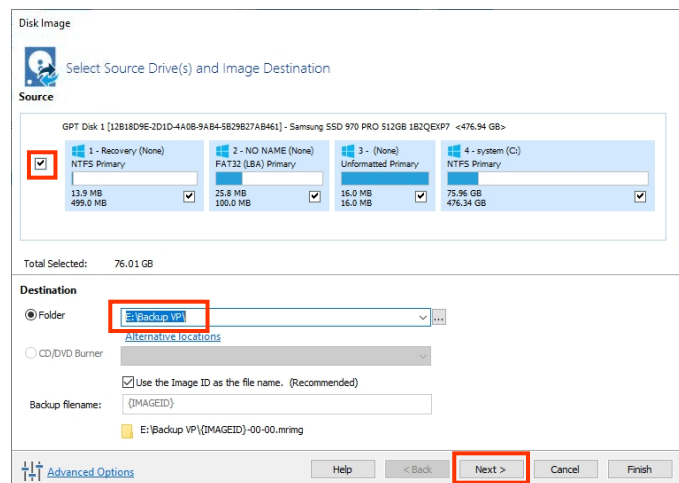 Disk Image
Select Source Drive(s) and Image Destination
Source
GPT Disk 1 [12B18D9E-2D1D-4A0B-9AB4-5B29B27AB461] - Samsung SSD 970 PRO 512GB 1B2QEXP7 <476.94 GB>
1 - Recovery (None)
NTFS Primary
13.9 MB
499.0 MB
2 - NO NAME (None)
FAT32 (LBA) Primary
25.8 MB
100.0 MB
3 - (None)
Unformatted Primary
16.0 MB
16.0 MB
4 - system (C:)
NTFS Primary
75.96 GB
476.34 GB
Total Selected: 76.01 GB
Destination
Folder E:\Backup VP\ ...
Alternative locations
CD/DVD Burner
Use the Image ID as the file name. (Recommended)
Backup filename: {IMAGEID}
E:\Backup VP\{IMAGEID}-00-00.mrimg
Advanced Options Help < Back Next > Cancel Finish